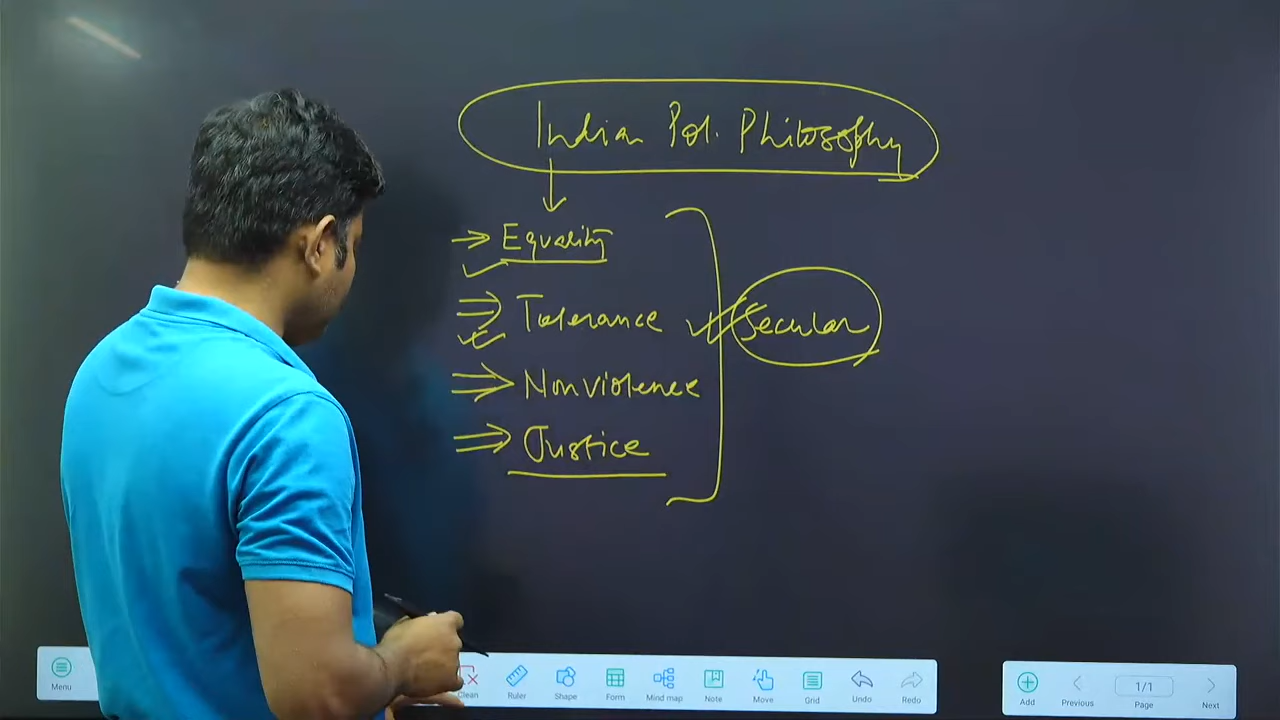 Indian Pol. Philosophy
Equality
Tolerance
Secular
Nonviolence
Justice
Menu
Clean
Ruler
Shape
Form
Mind map
Note
Move
Grid
Undo
Redo
Add
Previous
1/1
Page
Next